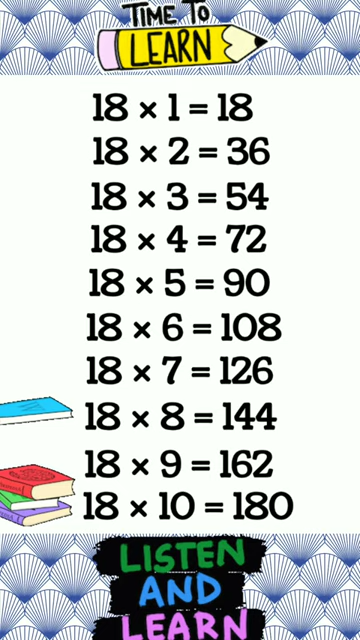 TIME TO
LEARN
18 × 1 = 18
18 × 2 = 36
18 × 3 = 54
18 × 4 = 72
18 × 5 = 90
18 × 6 = 108
18 × 7 = 126
18 × 8 = 144
18 × 9 = 162
18 × 10 = 180
LISTEN
AND
LEARN